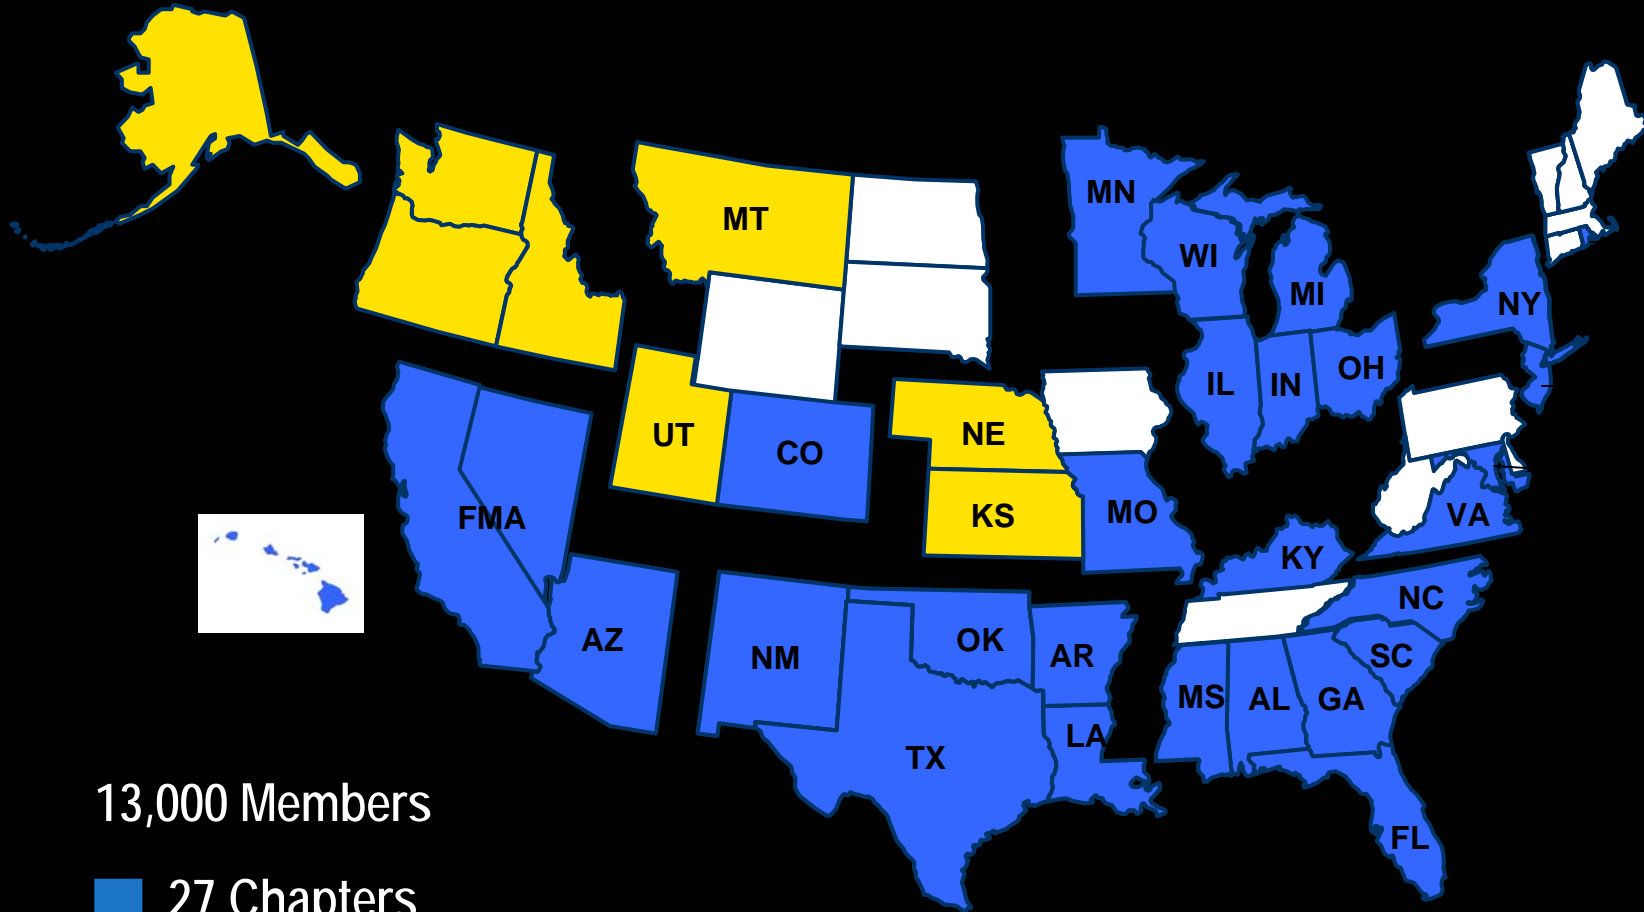 MN
MT
WI
MI
NY
OH
IL
IN
UT
NE
CO
KS
MO
VA
FMA
KY
NC
AZ
OK
NM
AR
SC
MS
AL
GA
LA
TX
13,000 Members
FL
27 Chapters